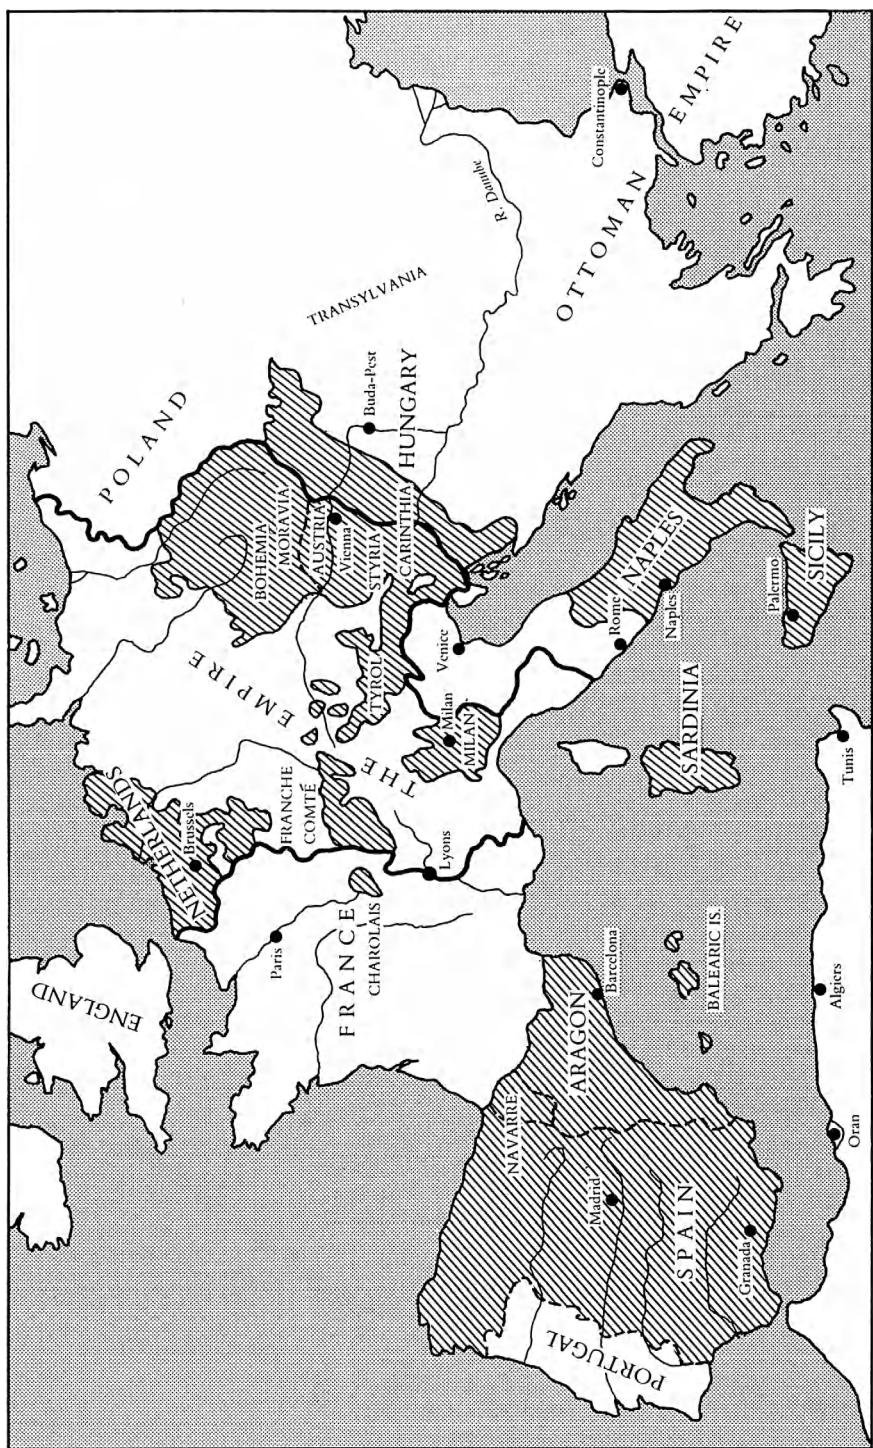 ENGLAND
NETHERLANDS
Brussels
Paris
FRANCE
CHAROLAIS
FRANCHE
COMTÉ
Lyons
THE EMPIRE
POLAND
BOHEMIA
MORAVIA
AUSTRIA
Vienna
STYRIA
CARINTHIA
TYROL
Buda-Pest
HUNGARY
TRANSYLVANIA
R. Danube
OTTOMAN EMPIRE
Constantinople
Milan
MILAN
Venice
Rome
NAPLES
Naples
Palermo
SICILY
SARDINIA
Tunis
NAVARRE
ARAGON
Barcelona
BALEARIC IS.
Madrid
SPAIN
Granada
PORTUGAL
Algiers
Oran